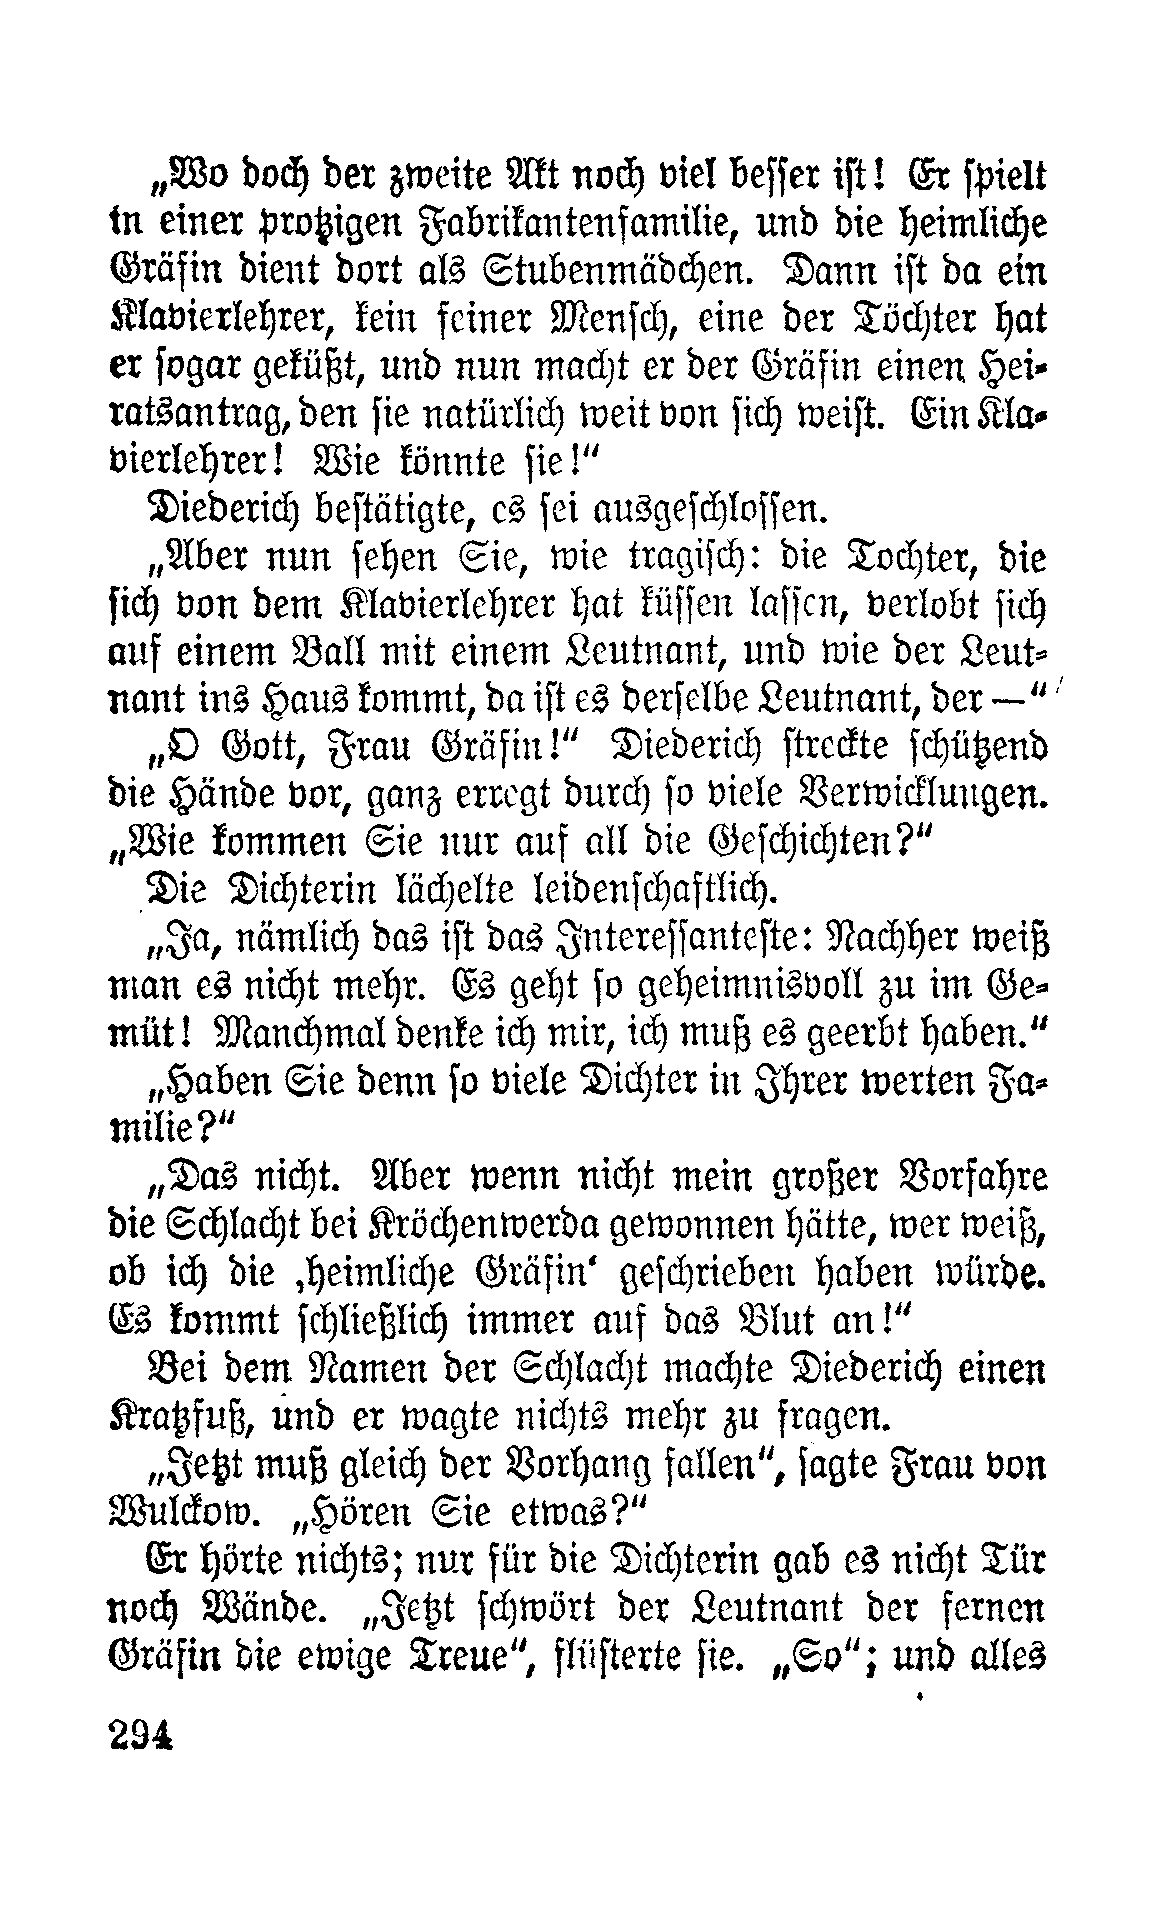 „Wo doch der zweite Akt noch viel besser ist! Er spielt
in einer protzigen Fabrikantenfamilie, und die heimliche
Gräfin dient dort als Stubenmädchen. Dann ist da ein
Klavierlehrer, kein feiner Mensch, eine der Töchter hat
er sogar geküßt, und nun macht er der Gräfin einen Hei-
ratsantrag, den sie natürlich weit von sich weist. Ein Kla-
vierlehrer! Wie könnte sie!“
Diederich bestätigte, es sei ausgeschlossen.
„Aber nun sehen Sie, wie tragisch: die Tochter, die
sich von dem Klavierlehrer hat küssen lassen, verlobt sich
auf einem Ball mit einem Leutnant, und wie der Leut-
nant ins Haus kommt, da ist es derselbe Leutnant, der —“
„O Gott, Frau Gräfin!“ Diederich streckte schützend
die Hände vor, ganz erregt durch so viele Verwicklungen.
„Wie kommen Sie nur auf all die Geschichten?“
Die Dichterin lächelte leidenschaftlich.
„Ja, nämlich das ist das Interessanteste: Nachher weiß
man es nicht mehr. Es geht so geheimnisvoll zu im Ge-
müt! Manchmal denke ich mir, ich muß es geerbt haben.“
„Haben Sie denn so viele Dichter in Ihrer werten Fa-
milie?“
„Das nicht. Aber wenn nicht mein großer Vorfahre
die Schlacht bei Kröchenwerda gewonnen hätte, wer weiß,
ob ich die ‚heimliche Gräfin‘ geschrieben haben würde.
Es kommt schließlich immer auf das Blut an!“
Bei dem Namen der Schlacht machte Diederich einen
Kratzfuß, und er wagte nichts mehr zu fragen.
„Jetzt muß gleich der Vorhang fallen“, sagte Frau von
Wulckow. „Hören Sie etwas?“
Er hörte nichts; nur für die Dichterin gab es nicht Tür
noch Wände. „Jetzt schwört der Leutnant der fernen
Gräfin die ewige Treue“, flüsterte sie. „So“; und alles
294